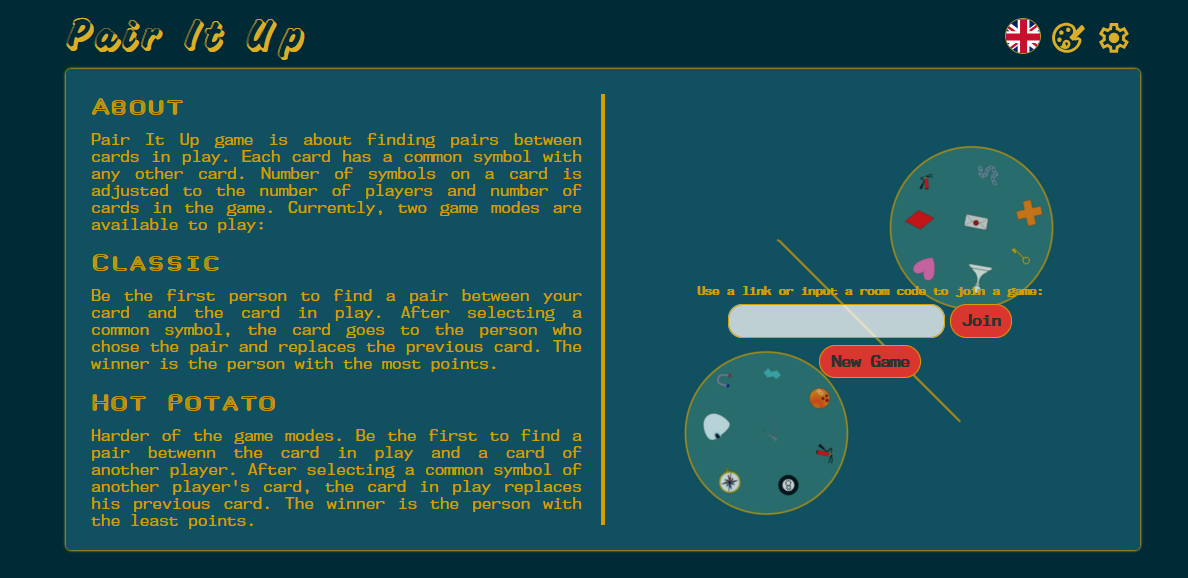 Pair It Up
About
Pair It Up game is about finding pairs between
cards in play. Each card has a common symbol with
any other card. Number of symbols on a card is
adjusted to the number of players and number of
cards in the game. Currently, two game modes are
available to play:
Classic
Be the first person to find a pair between your
card and the card in play. After selecting a
common symbol, the card goes to the person who
chose the pair and replaces the previous card. The
winner is the person with the most points.
Hot Potato
Harder of the game modes. Be the first to find a
pair betwenn the card in play and a card of
another player. After selecting a common symbol of
another player's card, the card in play replaces
his previous card. The winner is the person with
the least points.
Use a link or input a room code to join a game:
Join
New Game
8